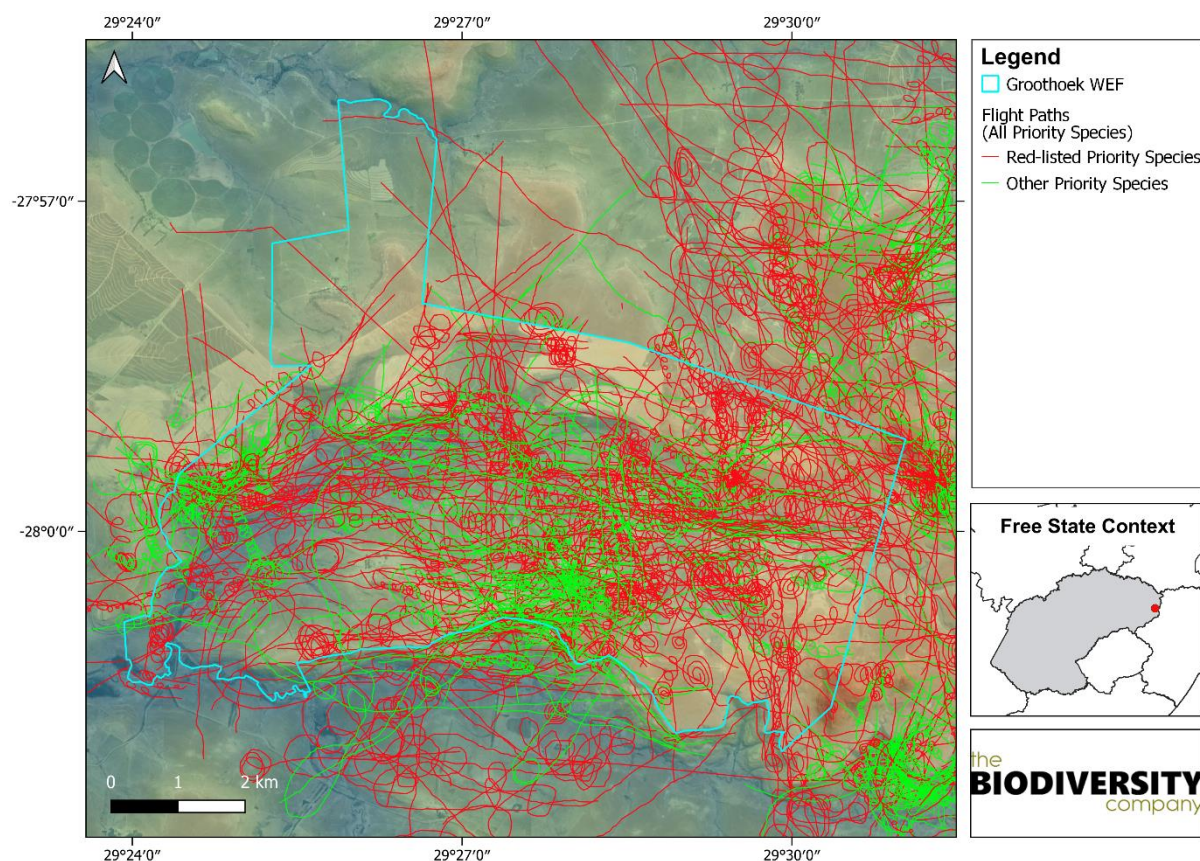 29°24′0″ 29°27′0″ 29°30′0″
Legend
Groothoek WEF
Flight Paths
(All Priority Species)
Red-listed Priority Species
Other Priority Species
-27°57′0″
-28°0′0″
Free State Context
0 1 2 km
the
BIODIVERSITY
company
29°24′0″ 29°27′0″ 29°30′0″